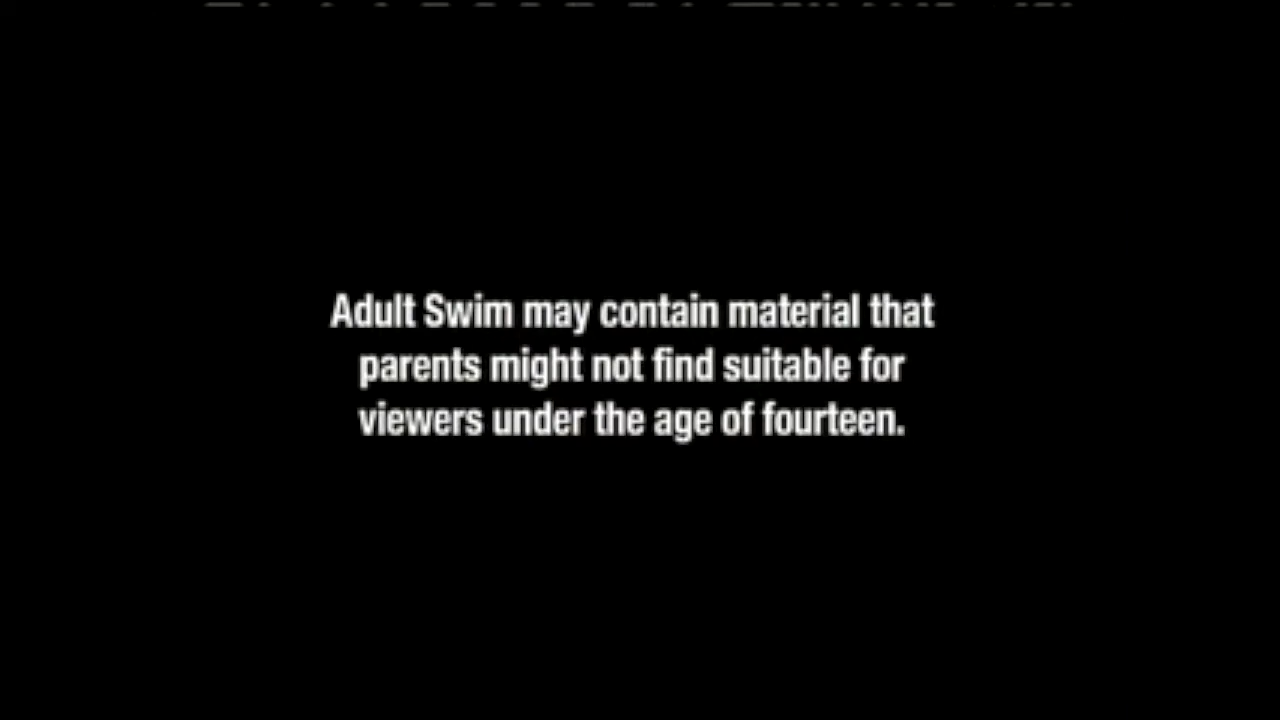 Adult Swim may contain material that
parents might not find suitable for
viewers under the age of fourteen.